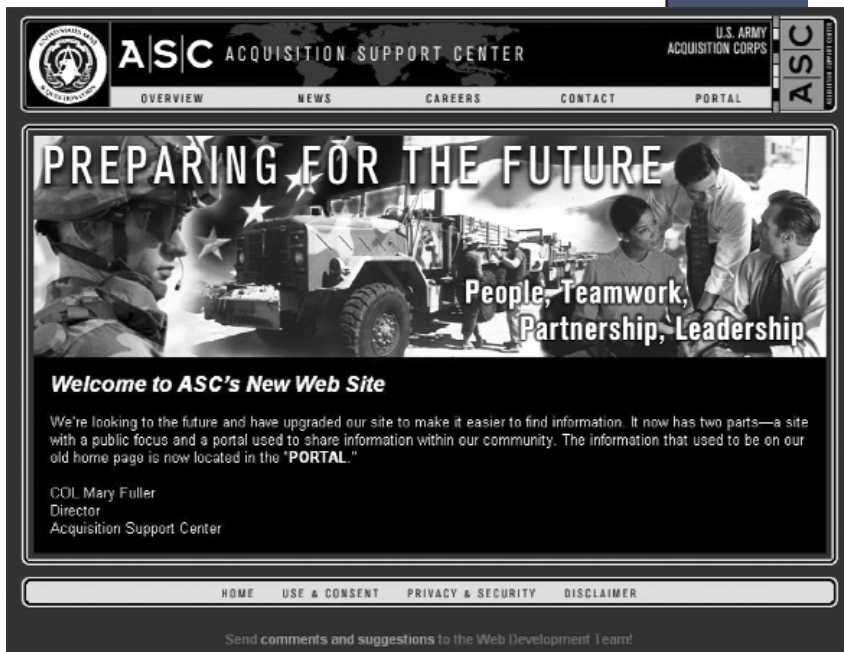 A|S|C ACQUISITION SUPPORT CENTER
U.S. ARMY
ACQUISITION CORPS
ASC
ACQUISITION SUPPORT CENTER
OVERVIEW NEWS CAREERS CONTACT PORTAL
PREPARING FOR THE FUTURE
People, Teamwork,
Partnership, Leadership
Welcome to ASC's New Web Site
We're looking to the future and have upgraded our site to make it easier to find information. It now has two parts—a site
with a public focus and a portal used to share information within our community. The information that used to be on our
old home page is now located in the "PORTAL."
COL Mary Fuller
Director
Acquisition Support Center
HOME USE & CONSENT PRIVACY & SECURITY DISCLAIMER
Send comments and suggestions to the Web Development Team!